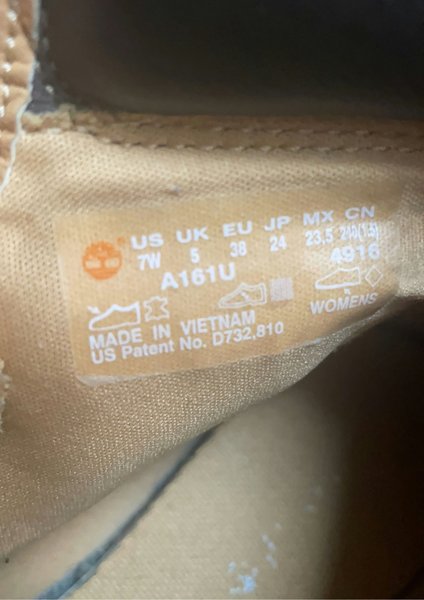 US UK EU JP MX CN
7W 5 38 24 23,5 240(1.5)
A161U 4916
WOMENS
MADE IN VIETNAM
US Patent No. D732,810